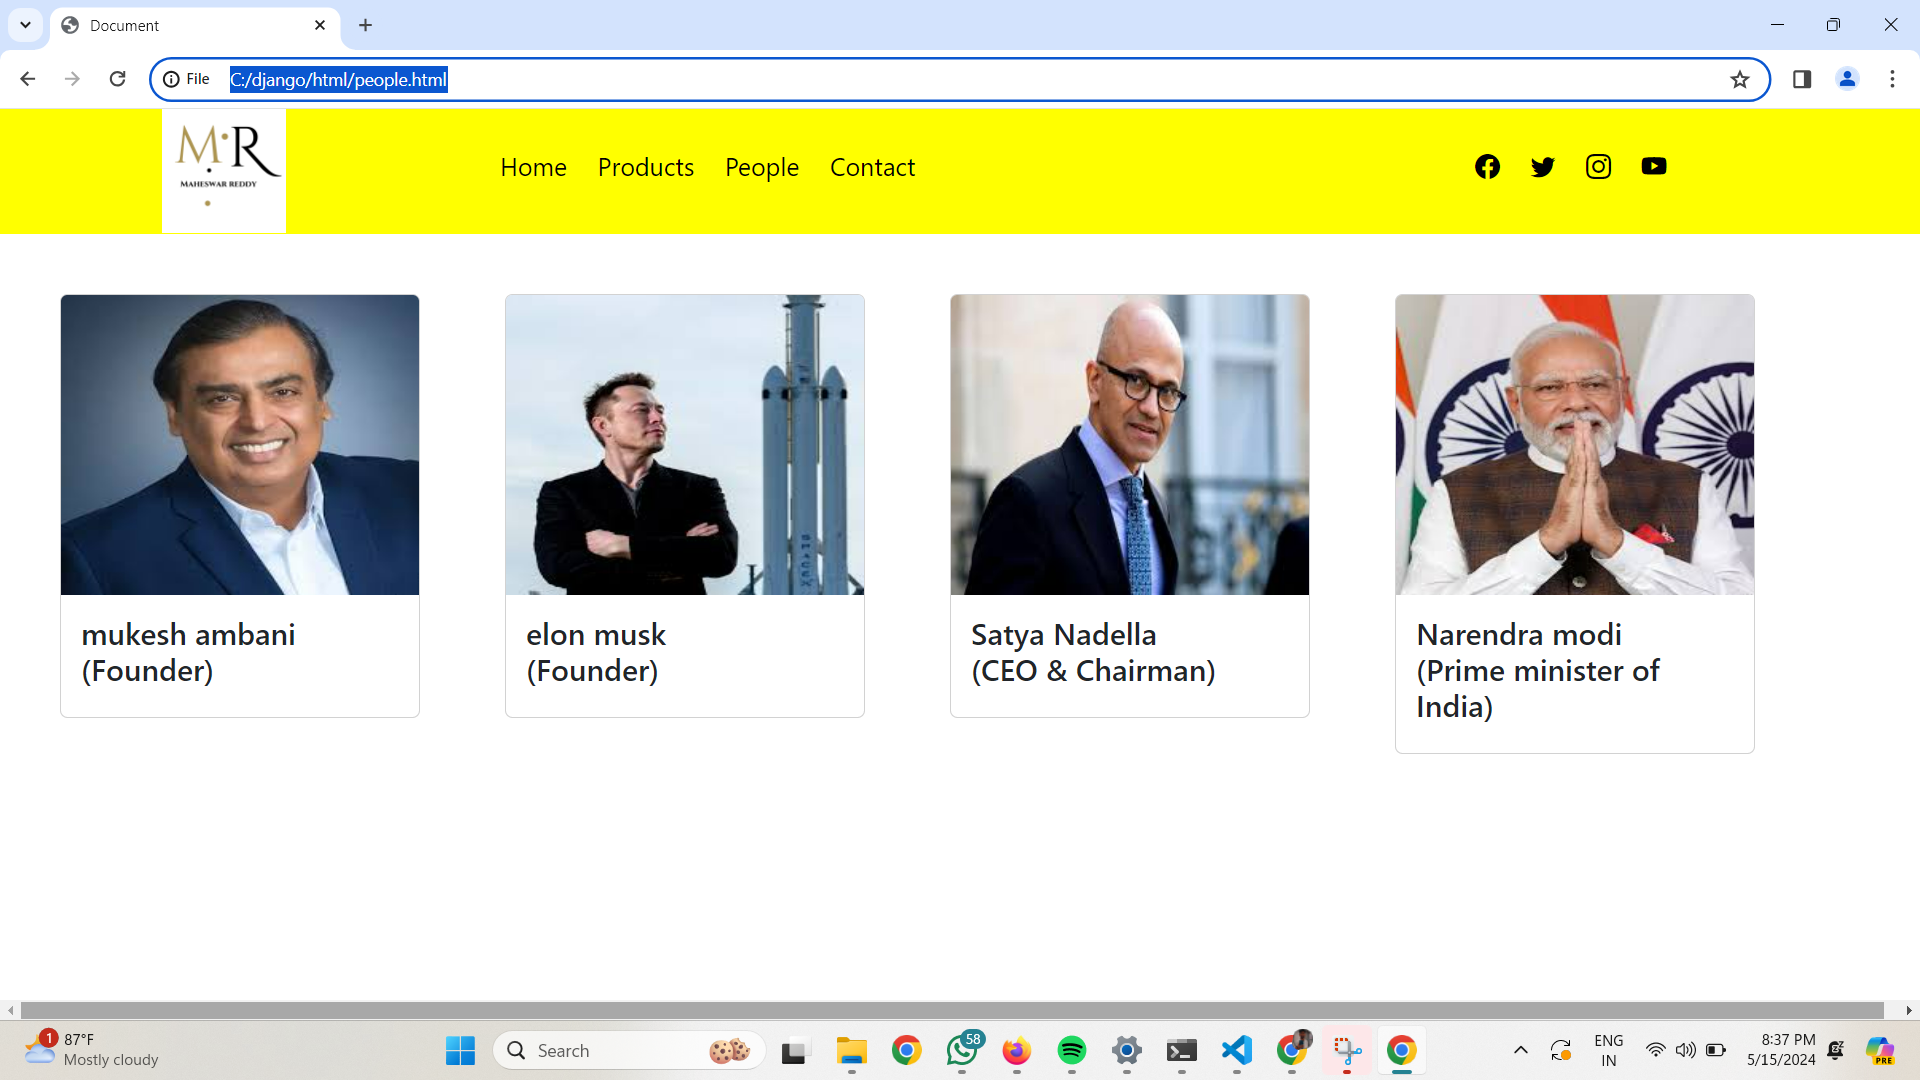 Document
File
C:/django/html/people.html
M.R
MAHESWAR REDDY
Home
Products
People
Contact
mukesh ambani
(Founder)
elon musk
(Founder)
Satya Nadella
(CEO & Chairman)
Narendra modi
(Prime minister of
India)
1
87°F
Mostly cloudy
Search
58
ENG
IN
8:37 PM
5/15/2024
PRE